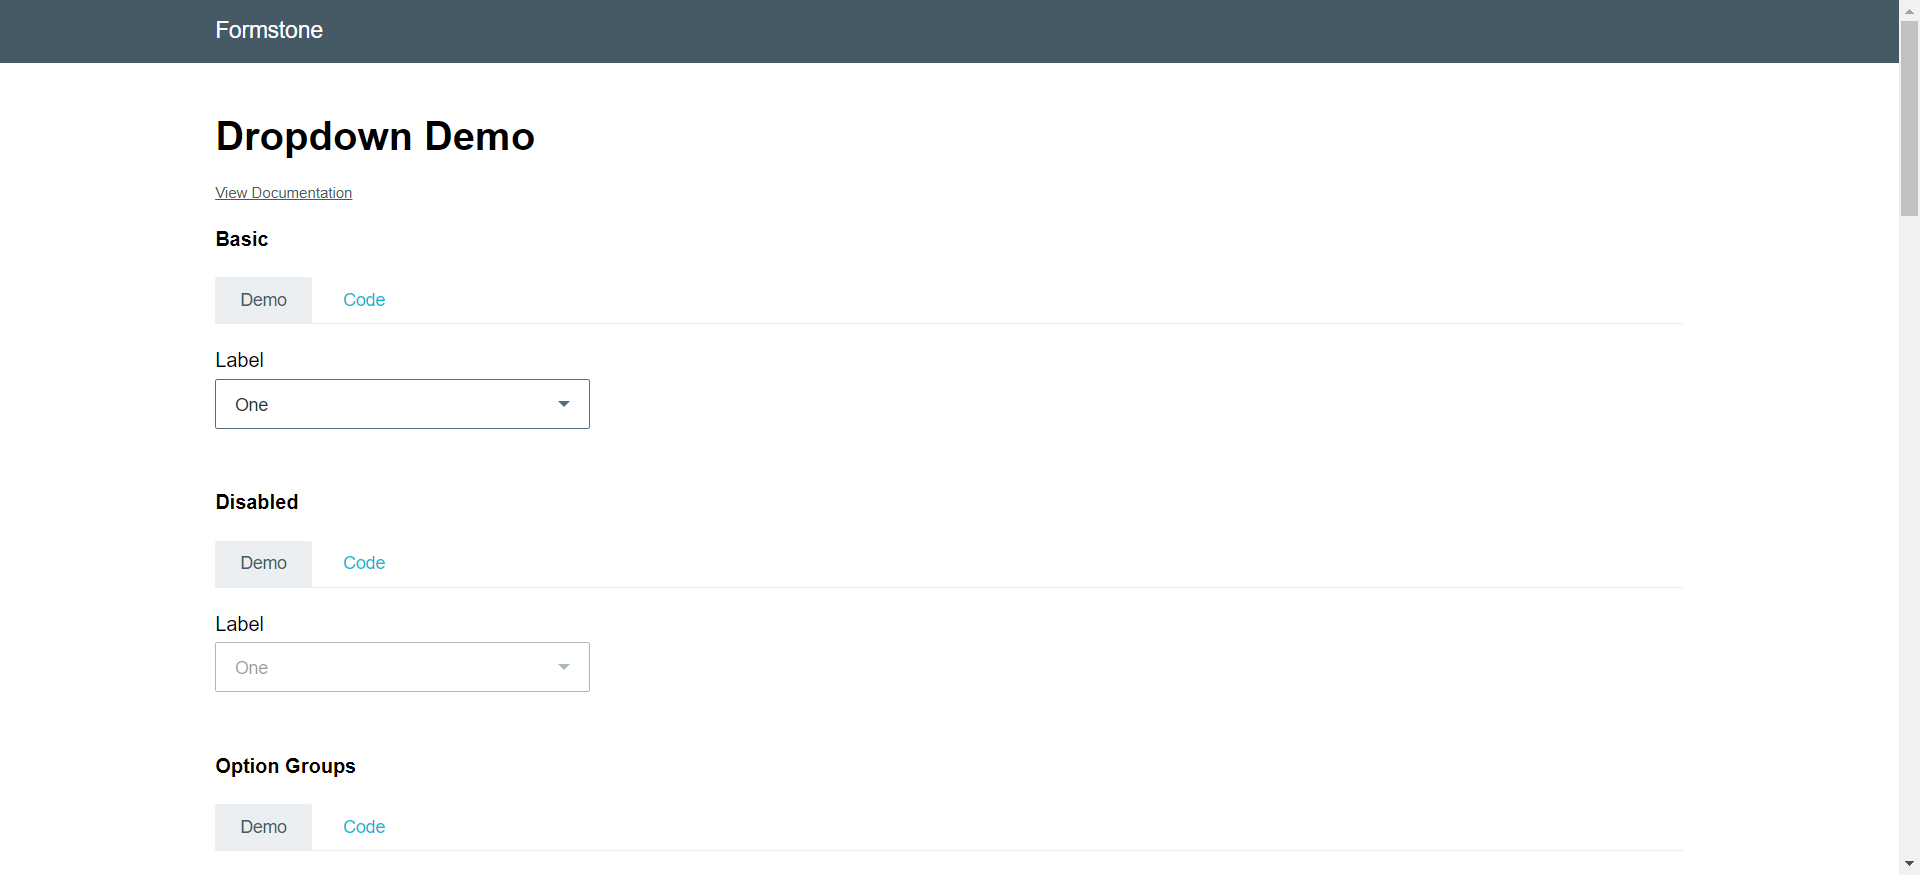 Formstone
Dropdown Demo
View Documentation
Basic
Demo Code
Label
One
Disabled
Demo Code
Label
One
Option Groups
Demo Code